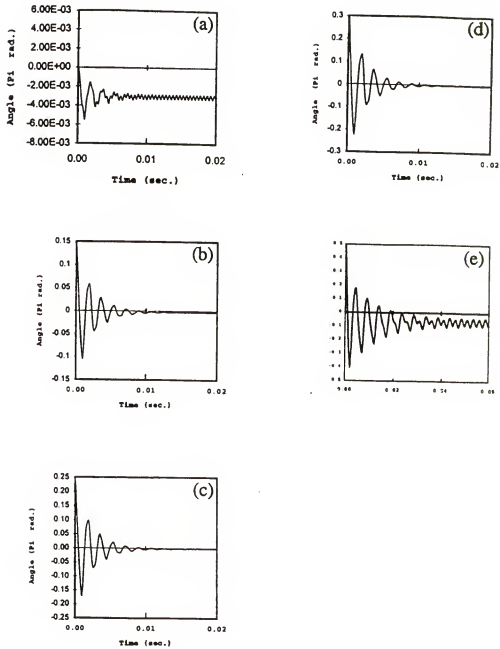 6.00E-03
4.00E-03
2.00E-03
0.00E+00
-2.00E-03
-4.00E-03
-6.00E-03
-8.00E-03
Angle (Pi rad.)
(a)
0.00
0.01
0.02
Time (sec.)
0.3
0.2
0.1
0
-0.1
-0.2
-0.3
Angle (Pi rad.)
(d)
0.00
0.01
0.02
Time (sec.)
0.15
0.1
0.05
0
-0.05
-0.1
-0.15
Angle (Pi rad.)
(b)
0.00
0.01
0.02
Time (sec.)
(e)
0.25
0.20
0.15
0.10
0.05
0.00
-0.05
-0.10
-0.15
-0.20
-0.25
Angle (Pi rad.)
(c)
0.00
0.01
0.02
Time (sec.)